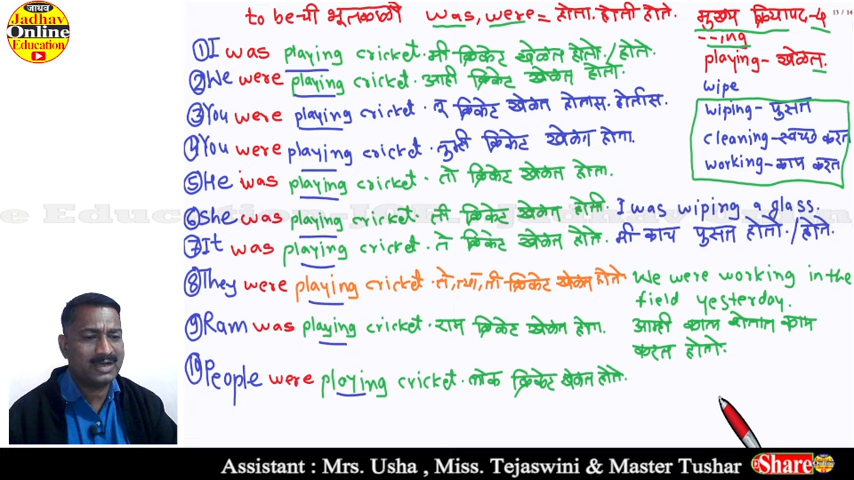 जाधव
Jadhav
Online
Education
to be-ची भूतकाळी was, were = होता. होती होते.
मुख्य क्रियापद-ला
--ing
13 / 14
① I was playing cricket. मी क्रिकेट खेळत होतो/होते.
② We were playing cricket. आम्ही क्रिकेट खेळत होतो.
③ You were playing cricket. तू क्रिकेट खेळत होतास. होतीस.
④ You were playing cricket. तुम्ही क्रिकेट खेळत होता.
⑤ He was playing cricket. तो क्रिकेट खेळत होता.
⑥ she was playing cricket. ती क्रिकेट खेळत होती.
⑦ It was playing cricket. ते क्रिकेट खेळत होते.
⑧ They were playing cricket. ते, त्या, ती क्रिकेट खेळत होते
⑨ Ram was playing cricket. राम क्रिकेट खेळत होता.
⑩ People were playing cricket. लोक क्रिकेट खेळत होते.
playing - खेळत.
wipe
wiping - पुसत
cleaning - स्वच्छ करत
working - काम करत
I was wiping a glass.
मी काच पुसत होतो/होते.
We were working in the
field yesterday.
आम्ही काल शेतात काम
करत होतो.
Assistant : Mrs. Usha , Miss. Tejaswini & Master Tushar
Share